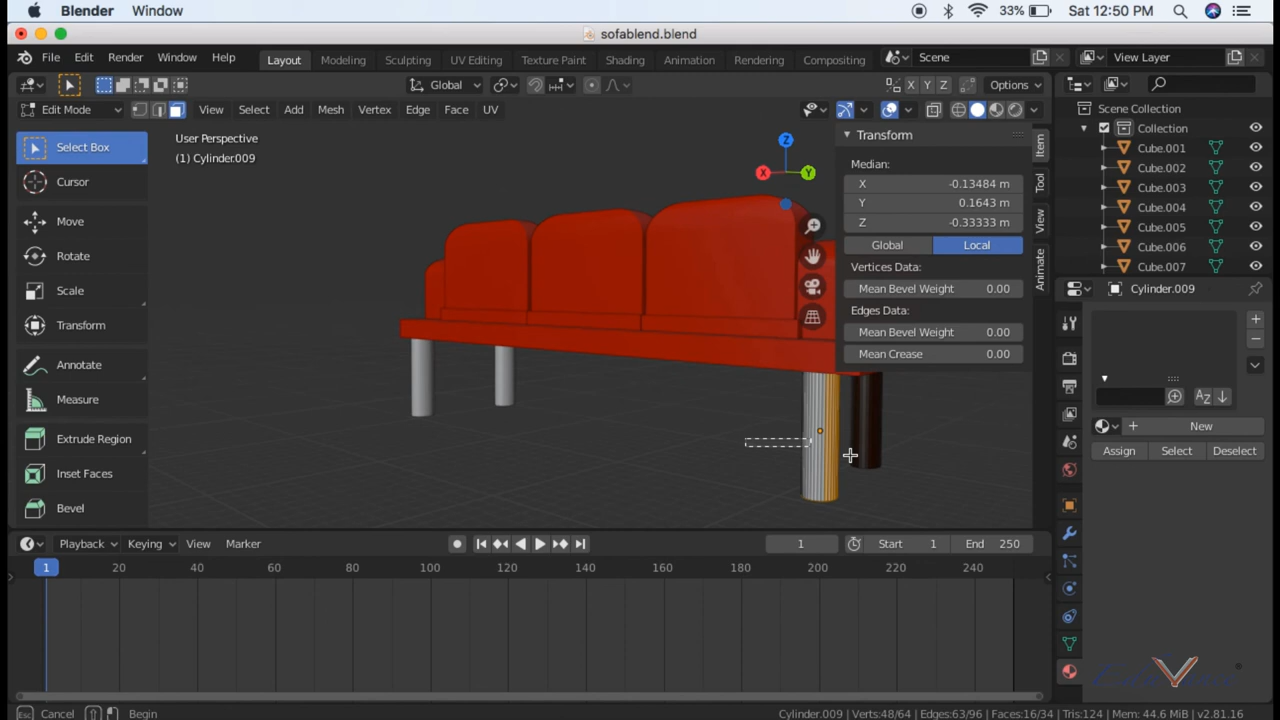 Blender Window 33% Sat 12:50 PM
sofablend.blend
File Edit Render Window Help Layout Modeling Sculpting UV Editing Texture Paint Shading Animation Rendering Compositing Scene View Layer
Global X Y Z Options
Edit Mode View Select Add Mesh Vertex Edge Face UV
Scene Collection
Collection
Cube.001
Cube.002
Cube.003
Cube.004
Cube.005
Cube.006
Cube.007
Select Box
Cursor
Move
Rotate
Scale
Transform
Annotate
Measure
Extrude Region
Inset Faces
Bevel
User Perspective
(1) Cylinder.009
Z
X Y
Transform
Median:
X -0.13484 m
Y 0.1643 m
Z -0.33333 m
Global Local
Vertices Data:
Mean Bevel Weight 0.00
Edges Data:
Mean Bevel Weight 0.00
Mean Crease 0.00
Item
Tool
View
Animate
Cylinder.009
New
Assign Select Deselect
Playback Keying View Marker 1 Start 1 End 250
1 20 40 60 80 100 120 140 160 180 200 220 240
Esc Cancel Begin Cylinder.009 | Verts:48/64 | Edges:63/96 | Faces:16/34 | Tris:124 | Mem: 44.6 MiB | v2.81.16